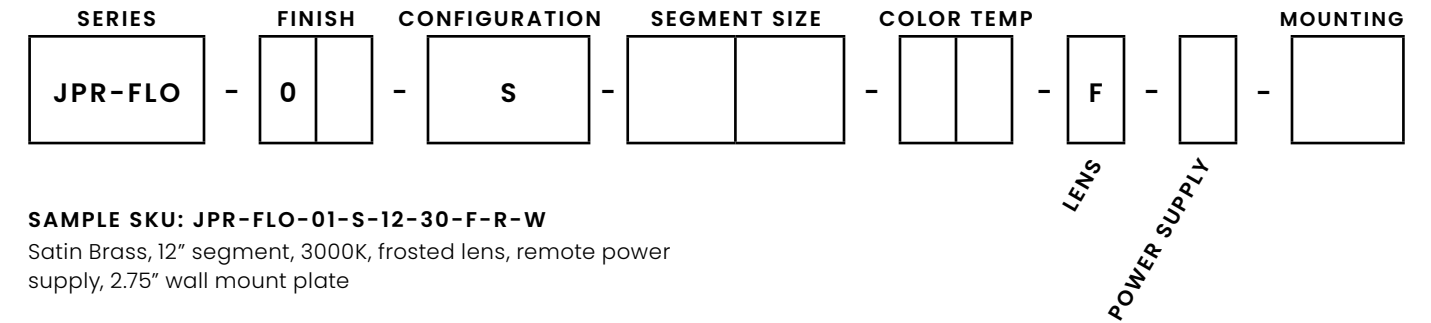 SERIES FINISH CONFIGURATION SEGMENT SIZE COLOR TEMP MOUNTING
JPR-FLO - 0 - S - - - F - -
LENS
POWER SUPPLY
SAMPLE SKU: JPR-FLO-01-S-12-30-F-R-W
Satin Brass, 12” segment, 3000K, frosted lens, remote power
supply, 2.75” wall mount plate